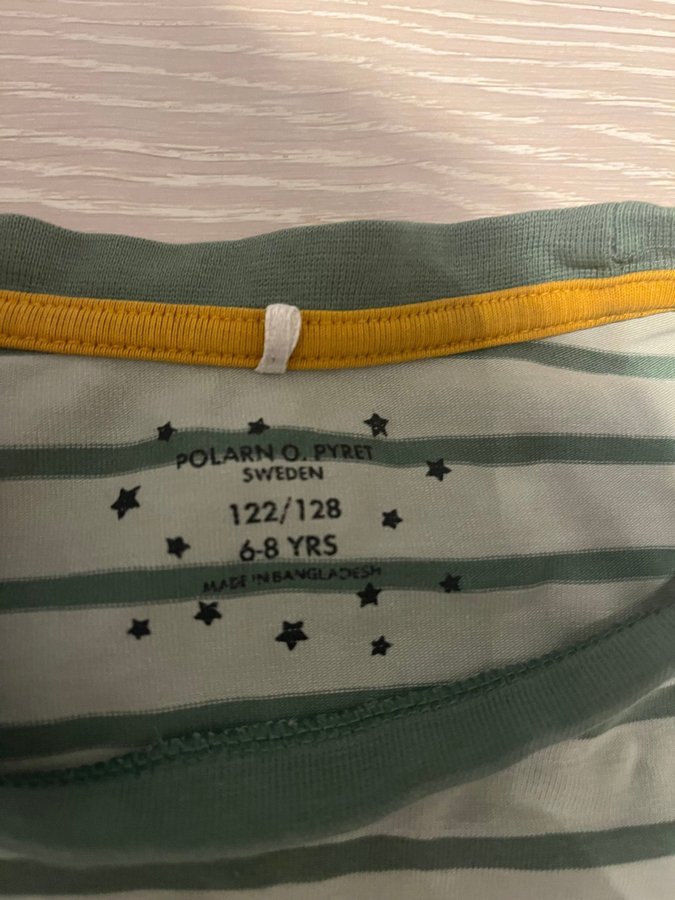 POLARN O. PYRET
SWEDEN
122/128
6-8 YRS
MADE IN BANGLADESH